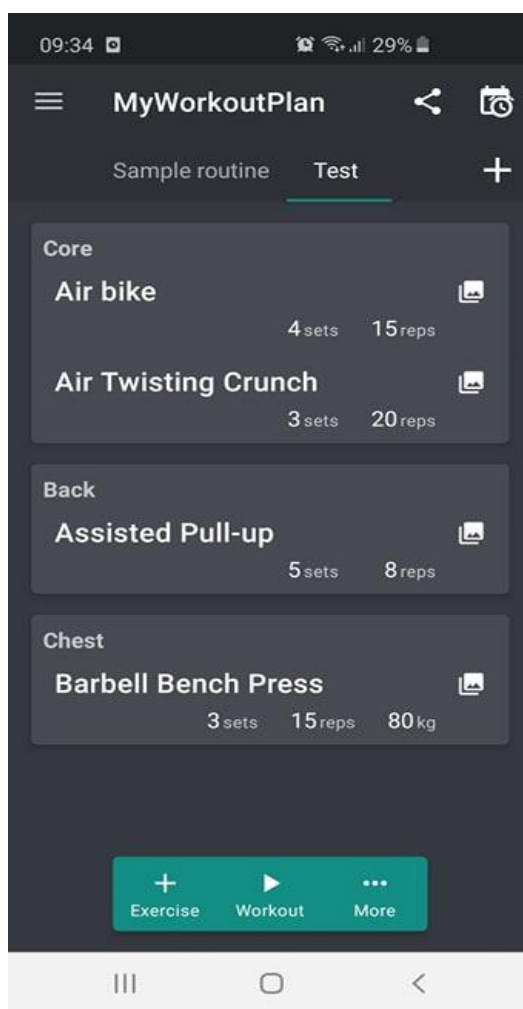 09:34 29%
MyWorkoutPlan
Sample routine Test
Core
Air bike
4 sets 15 reps
Air Twisting Crunch
3 sets 20 reps
Back
Assisted Pull-up
5 sets 8 reps
Chest
Barbell Bench Press
3 sets 15 reps 80 kg
Exercise Workout More